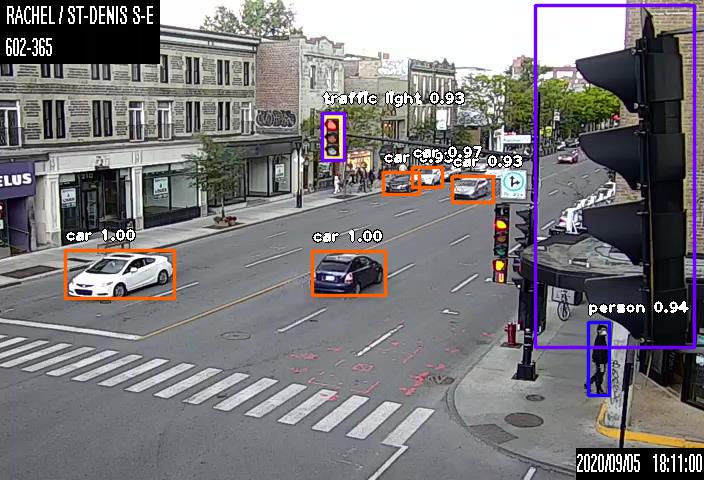 RACHEL / ST-DENIS S-E
602-365
traffic light 0.93
car 0.97
car 0.93
car 1.00
car 1.00
person 0.94
ELUS
2020/09/05 18:11:00